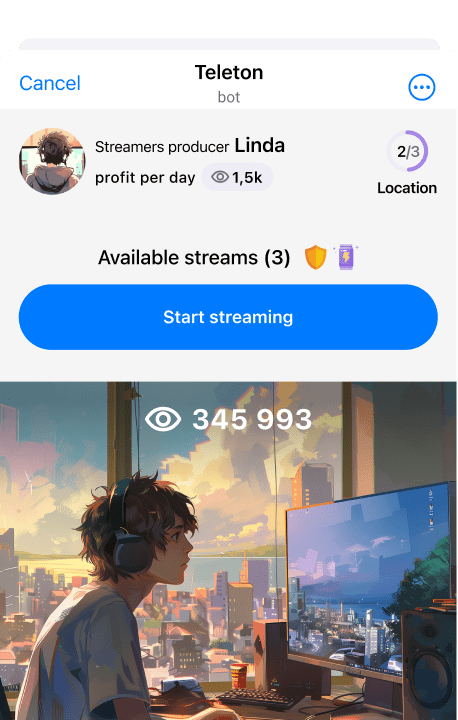 Cancel
Teleton
bot
Streamers producer Linda
profit per day 1,5k
2/3
Location
Available streams (3)
Start streaming
345 993